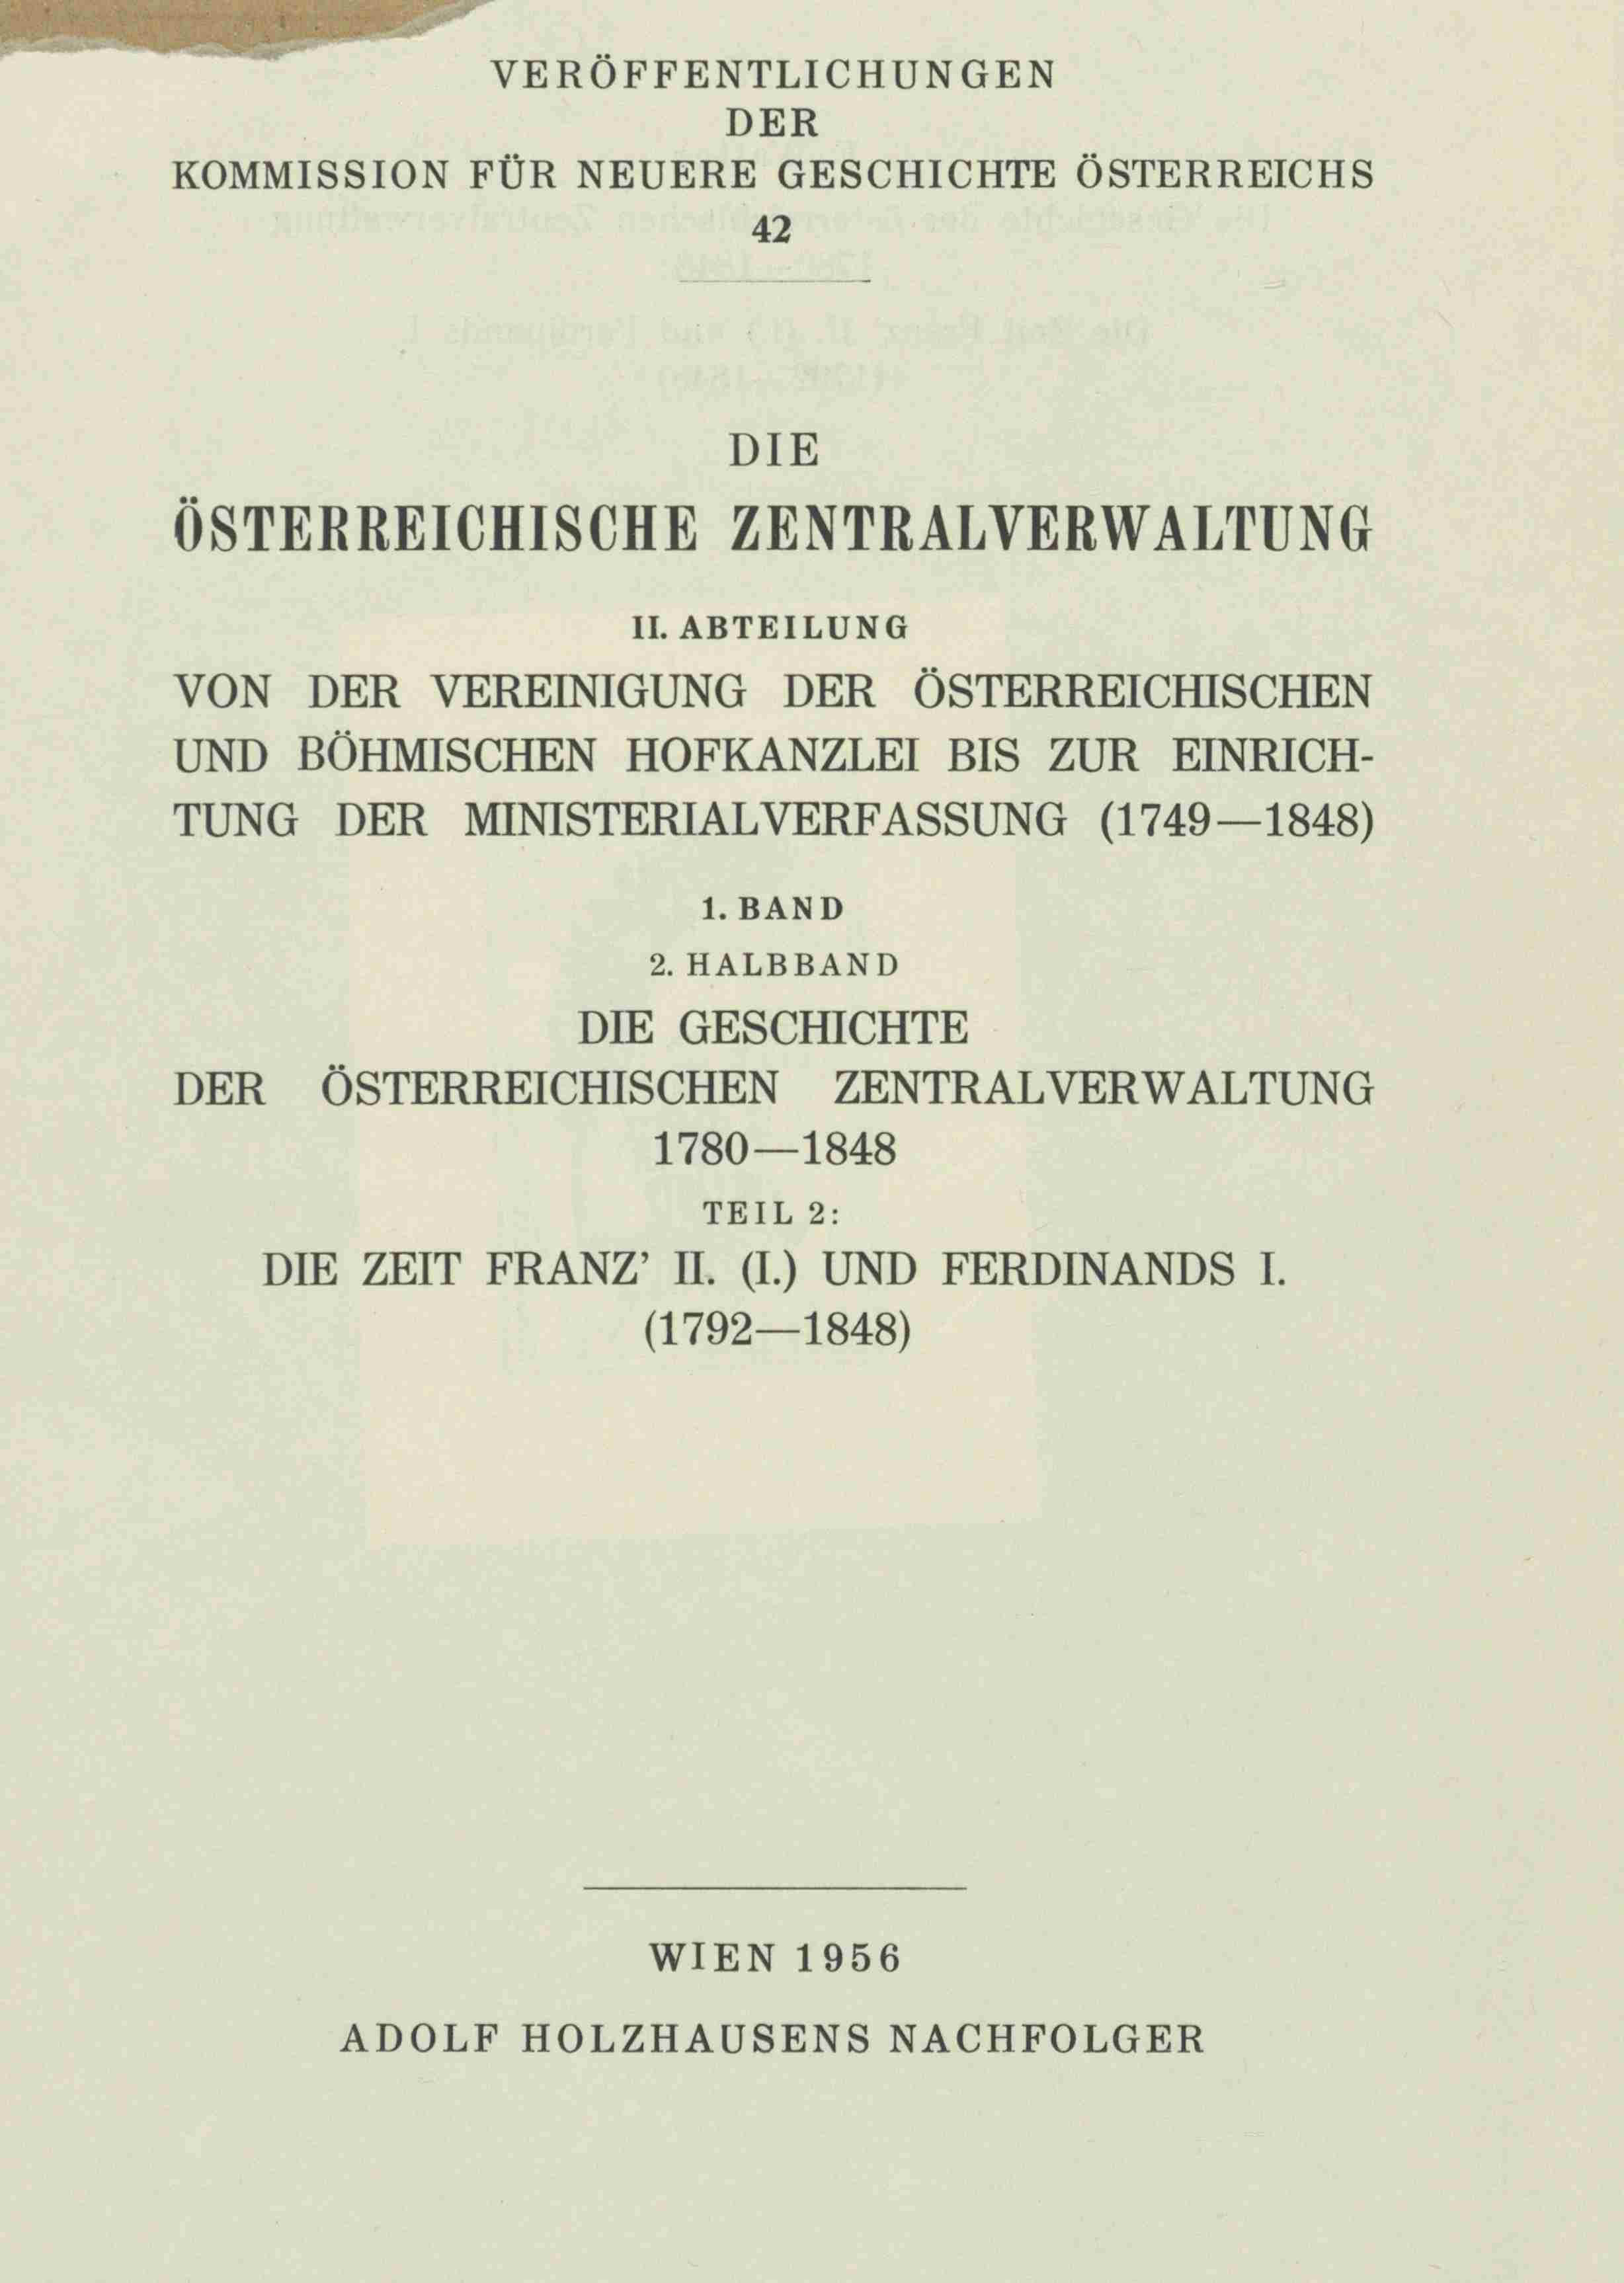 VERÖFFENTLICHUNGEN
DER
KOMMISSION FÜR NEUERE GESCHICHTE ÖSTERREICHS
42
DIE
ÖSTERREICHISCHE ZENTRALVERWALTUNG
II. ABTEILUNG
VON DER VEREINIGUNG DER ÖSTERREICHISCHEN
UND BÖHMISCHEN HOFKANZLEI BIS ZUR EINRICH-
TUNG DER MINISTERIALVERFASSUNG (1749—1848)
1. BAND
2. HALBBAND
DIE GESCHICHTE
DER ÖSTERREICHISCHEN ZENTRALVERWALTUNG
1780—1848
TEIL 2:
DIE ZEIT FRANZ’ II. (I.) UND FERDINANDS I.
(1792—1848)
WIEN 1956
ADOLF HOLZHAUSENS NACHFOLGER